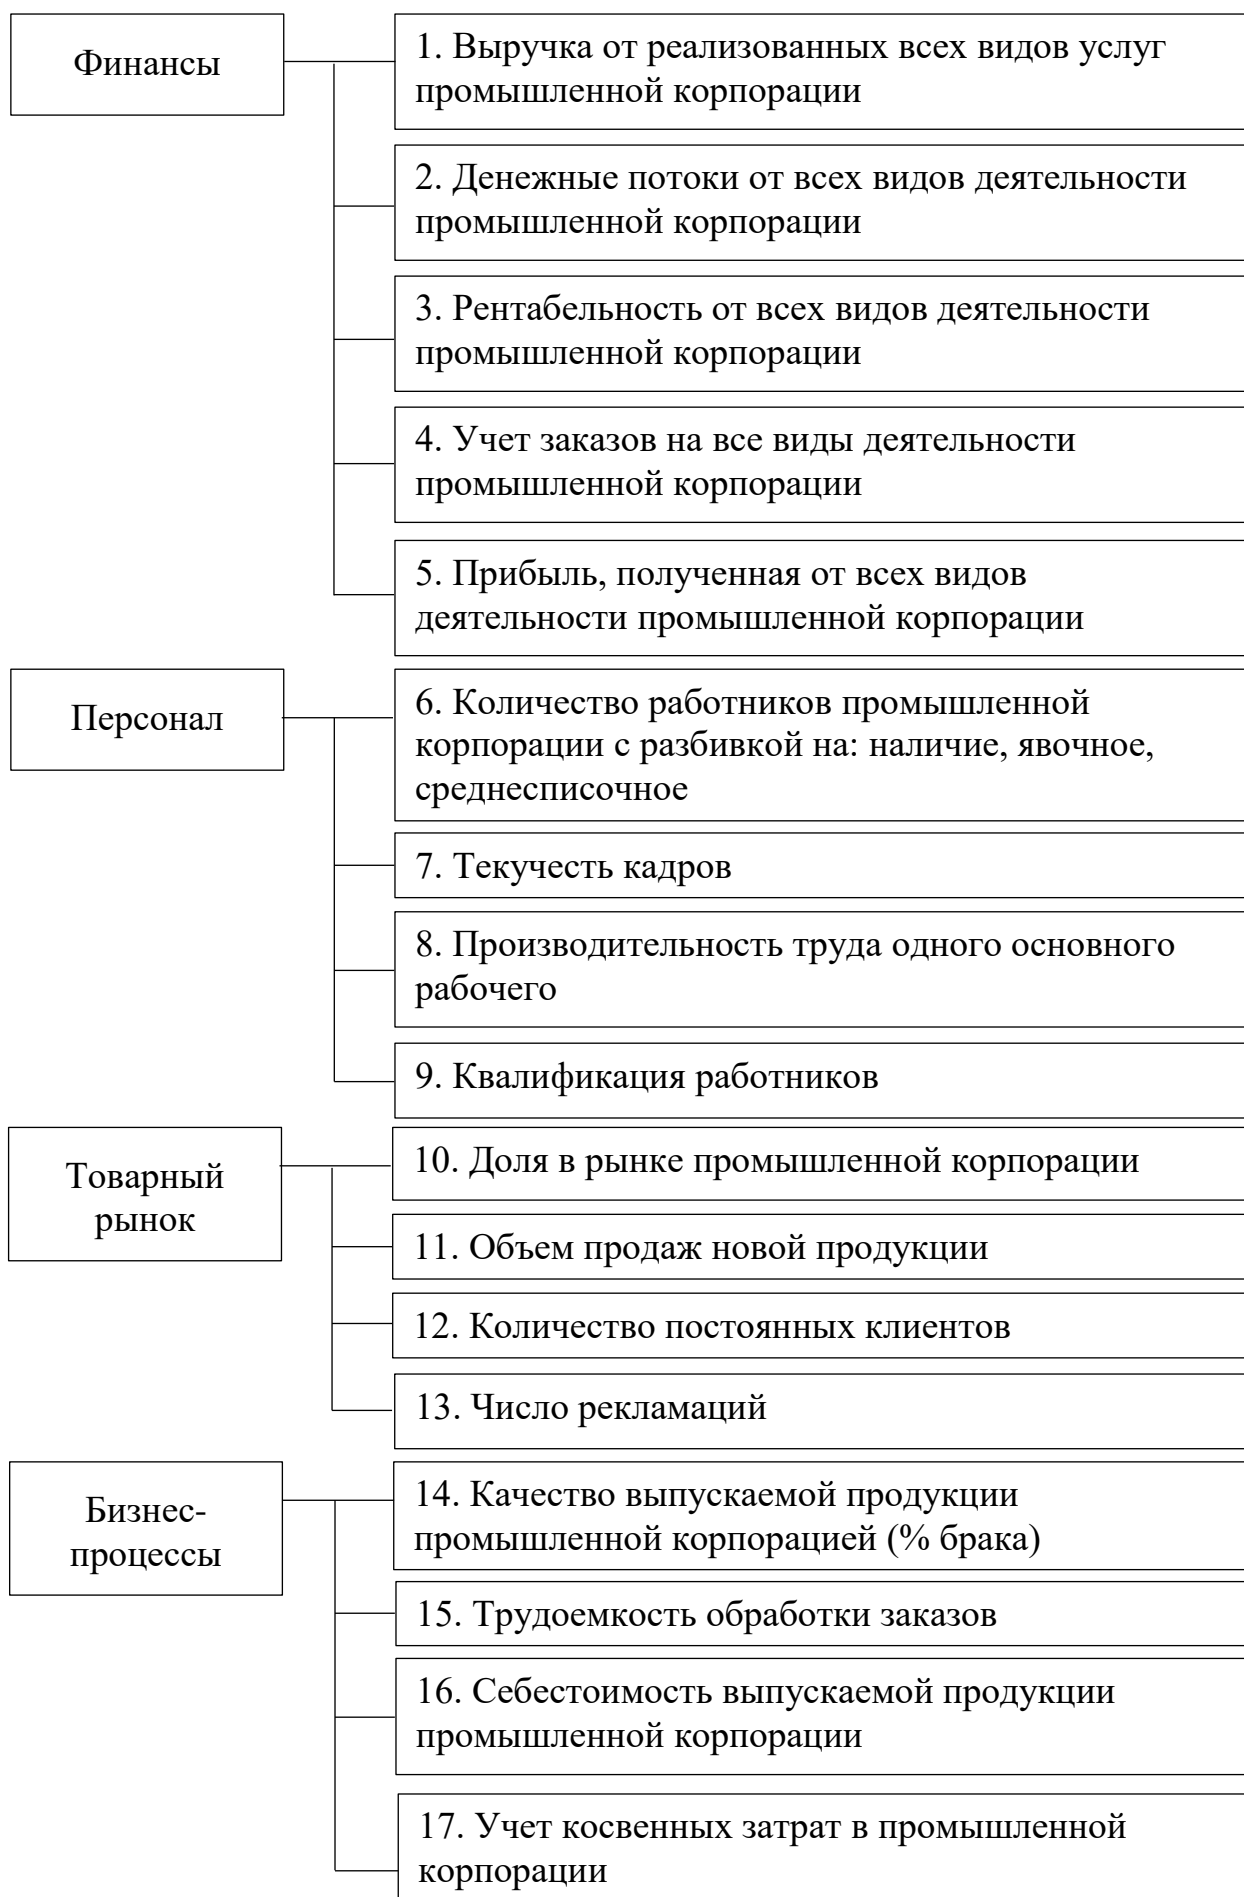 Финансы
1. Выручка от реализованных всех видов услуг
промышленной корпорации
2. Денежные потоки от всех видов деятельности
промышленной корпорации
3. Рентабельность от всех видов деятельности
промышленной корпорации
4. Учет заказов на все виды деятельности
промышленной корпорации
5. Прибыль, полученная от всех видов
деятельности промышленной корпорации
Персонал
6. Количество работников промышленной
корпорации с разбивкой на: наличие, явочное,
среднесписочное
7. Текучесть кадров
8. Производительность труда одного основного
рабочего
9. Квалификация работников
Товарный
рынок
10. Доля в рынке промышленной корпорации
11. Объем продаж новой продукции
12. Количество постоянных клиентов
13. Число рекламаций
Бизнес-
процессы
14. Качество выпускаемой продукции
промышленной корпорацией (% брака)
15. Трудоемкость обработки заказов
16. Себестоимость выпускаемой продукции
промышленной корпорации
17. Учет косвенных затрат в промышленной
корпорации